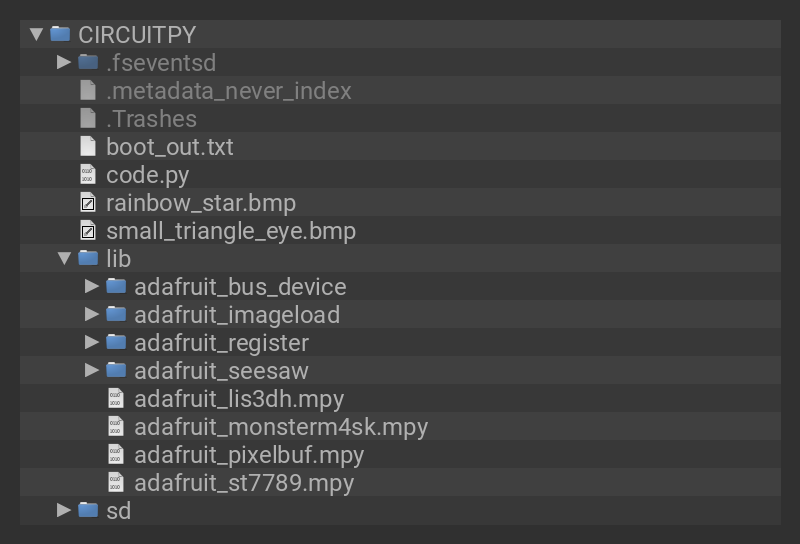 CIRCUITPY
.fseventsd
.metadata_never_index
.Trashes
boot_out.txt
code.py
rainbow_star.bmp
small_triangle_eye.bmp
lib
adafruit_bus_device
adafruit_imageload
adafruit_register
adafruit_seesaw
adafruit_lis3dh.mpy
adafruit_monsterm4sk.mpy
adafruit_pixelbuf.mpy
adafruit_st7789.mpy
sd